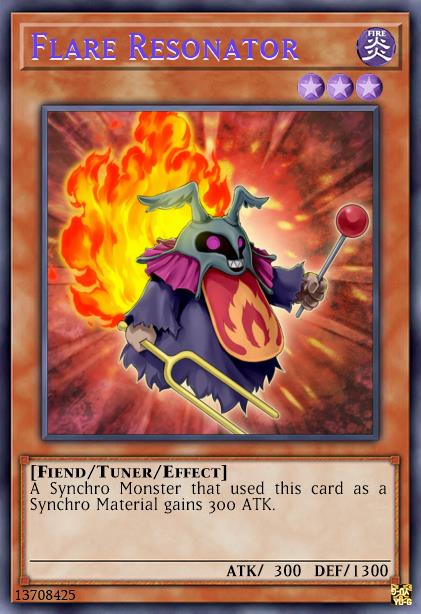 Flare Resonator
FIRE
炎
[Fiend/Tuner/Effect]
A Synchro Monster that used this card as a
Synchro Material gains 300 ATK.
ATK/ 300 DEF/1300
13708425